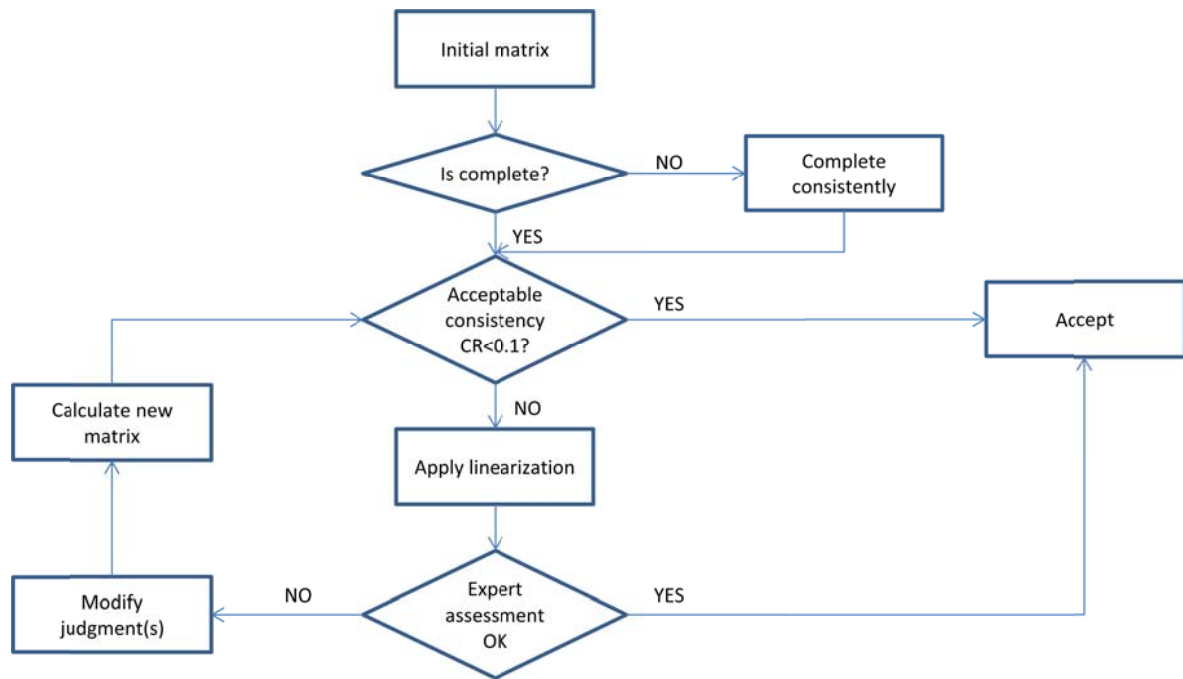 Initial matrix
Is complete?
NO
Complete
consistently
YES
Acceptable
consistency
CR<0.1?
YES
Accept
NO
Calculate new
matrix
Apply linearization
Expert
assessment
OK
NO
YES
Modify
judgment(s)